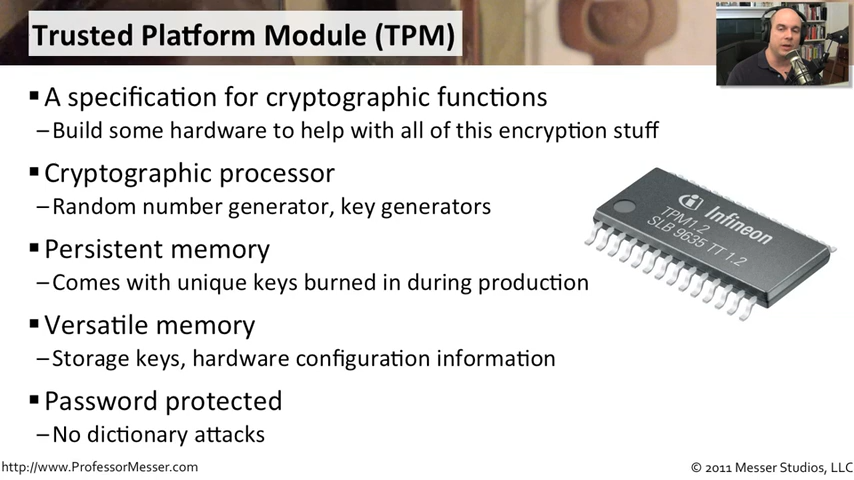 Trusted Platform Module (TPM)
▪ A specification for cryptographic functions
– Build some hardware to help with all of this encryption stuff
▪ Cryptographic processor
– Random number generator, key generators
▪ Persistent memory
– Comes with unique keys burned in during production
▪ Versatile memory
– Storage keys, hardware configuration information
▪ Password protected
– No dictionary attacks
Infineon
TPM1.2
SLB 9635 TT 1.2
http://www.ProfessorMesser.com
© 2011 Messer Studios, LLC